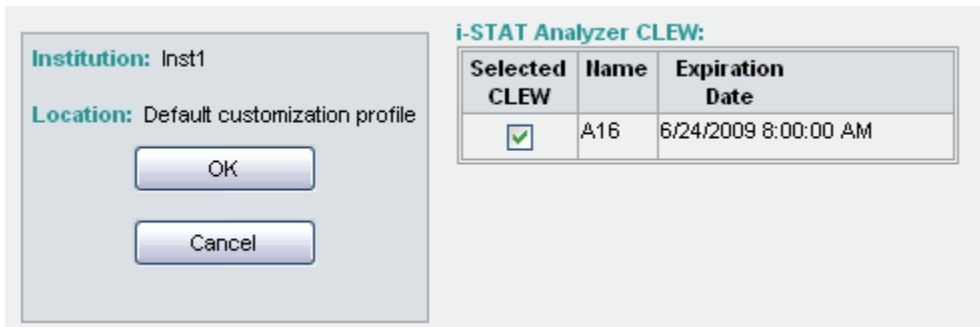 Institution: Inst1
Location: Default customization profile
OK
Cancel
i-STAT Analyzer CLEW:
Selected CLEW Name Expiration Date
A16 6/24/2009 8:00:00 AM